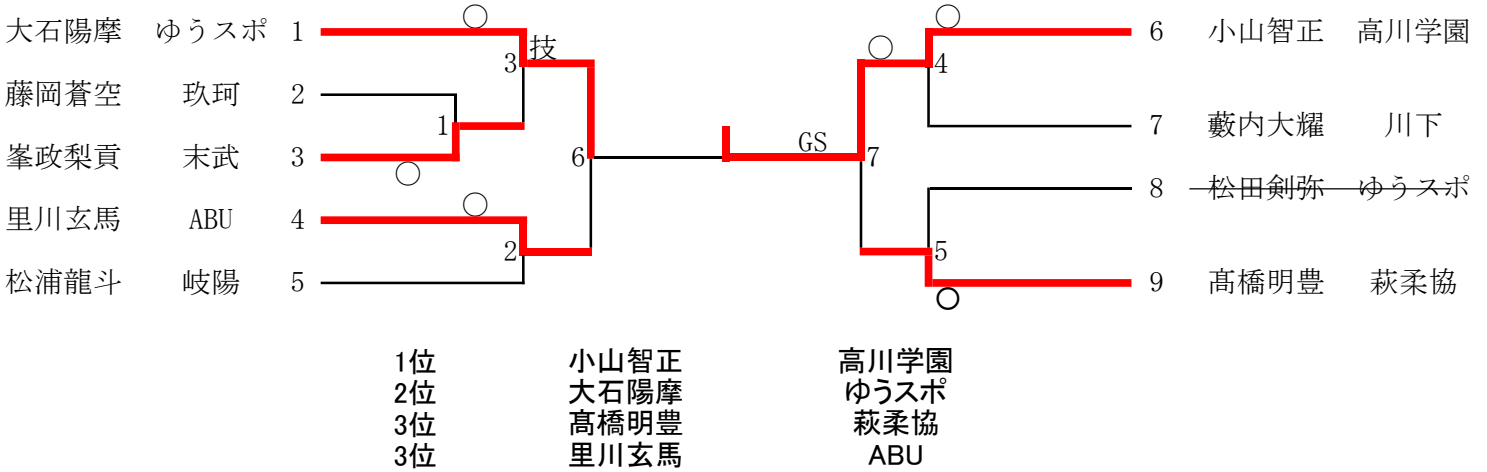 大石陽摩 ゆうスポ 1 ○ ○ 6 小山智正 高川学園
3 技 ○ 4
藤岡蒼空 玖珂 2
1 7 藪内大耀 川下
峯政梨貢 末武 3 ○ 6 GS 7
8 松田剣弥 ゆうスポ
里川玄馬 ABU 4 ○
2 5
松浦龍斗 岐陽 5 ○ 9 髙橋明豊 萩柔協
1位 小山智正 高川学園
2位 大石陽摩 ゆうスポ
3位 髙橋明豊 萩柔協
3位 里川玄馬 ABU